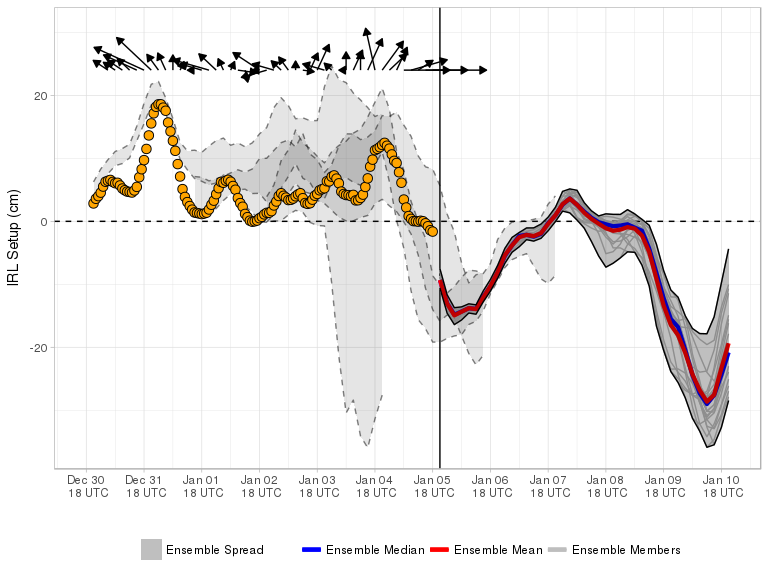 IRL Setup (cm)
20
0
-20
Dec 30 Dec 31 Jan 01 Jan 02 Jan 03 Jan 04 Jan 05 Jan 06 Jan 07 Jan 08 Jan 09 Jan 10
18 UTC 18 UTC 18 UTC 18 UTC 18 UTC 18 UTC 18 UTC 18 UTC 18 UTC 18 UTC 18 UTC 18 UTC
Ensemble Spread Ensemble Median Ensemble Mean Ensemble Members